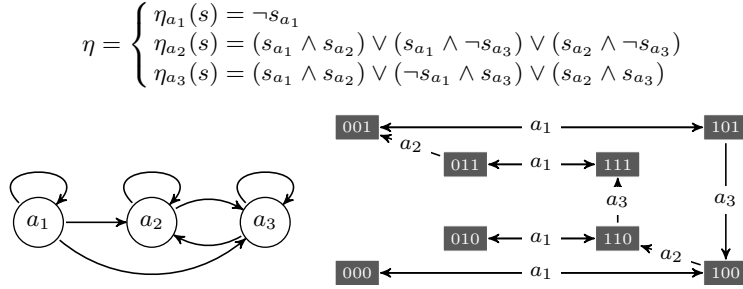 η = { η_{a_1}(s) = ¬s_{a_1}
η_{a_2}(s) = (s_{a_1} ∧ s_{a_2}) ∨ (s_{a_1} ∧ ¬s_{a_3}) ∨ (s_{a_2} ∧ ¬s_{a_3})
η_{a_3}(s) = (s_{a_1} ∧ s_{a_2}) ∨ (¬s_{a_1} ∧ s_{a_3}) ∨ (s_{a_2} ∧ s_{a_3})
a_1 a_2 a_3
001 a_1 101
a_2
011 a_1 111
a_3 a_3
010 a_1 110
a_2
000 a_1 100